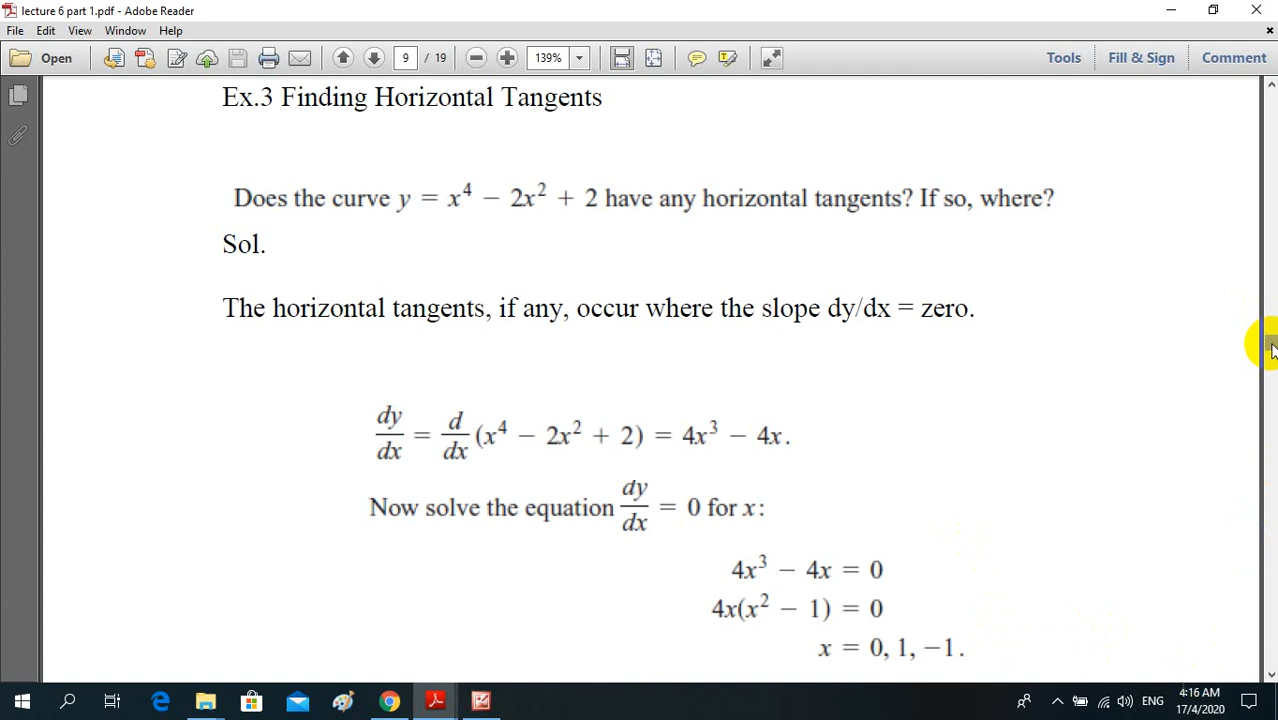 lecture 6 part 1.pdf - Adobe Reader
File Edit View Window Help
Open 9 / 19 139% Tools Fill & Sign Comment
Ex.3 Finding Horizontal Tangents
Does the curve y = x⁴ − 2x² + 2 have any horizontal tangents? If so, where?
Sol.
The horizontal tangents, if any, occur where the slope dy/dx = zero.
dy/dx = d/dx (x⁴ − 2x² + 2) = 4x³ − 4x.
Now solve the equation dy/dx = 0 for x:
4x³ − 4x = 0
4x(x² − 1) = 0
x = 0, 1, −1.
ENG
4:16 AM
17/4/2020